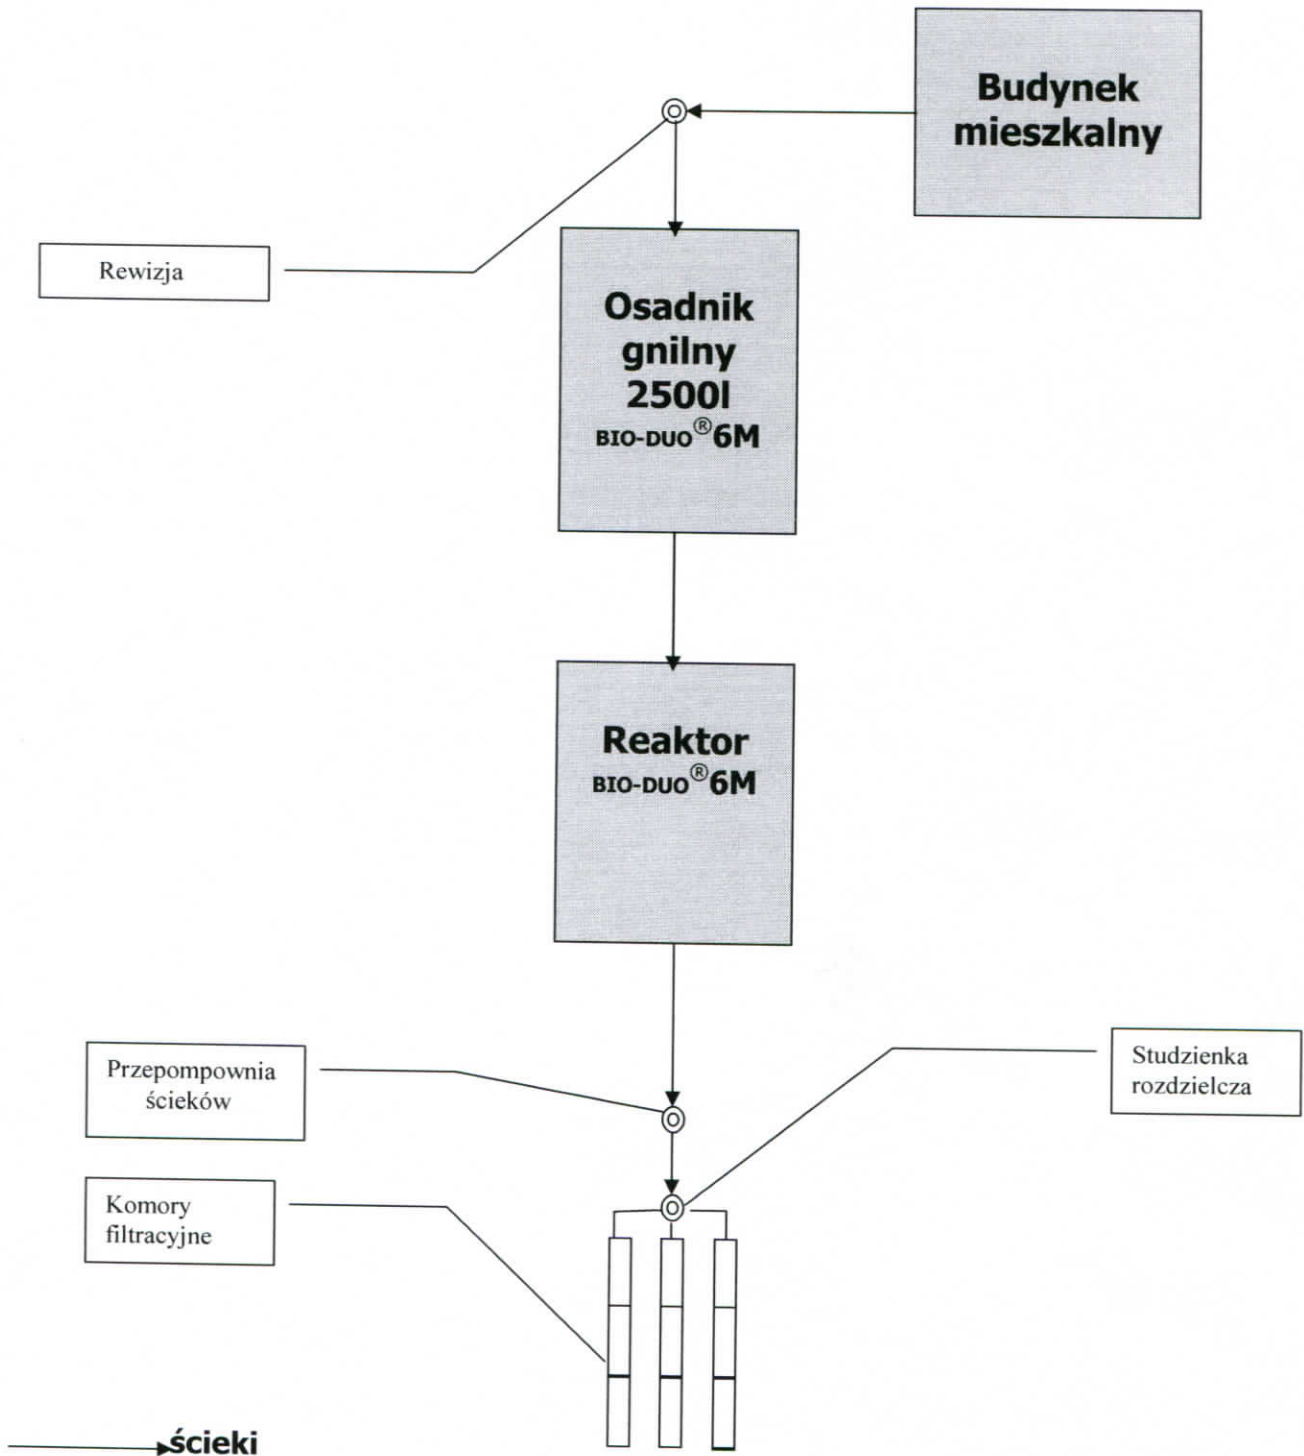 Budynek
mieszkalny
Rewizja
Osadnik
gnilny
2500l
BIO-DUO®6M
Reaktor
BIO-DUO®6M
Przepompownia
ścieków
Studzienka
rozdzielcza
Komory
filtracyjne
ścieki